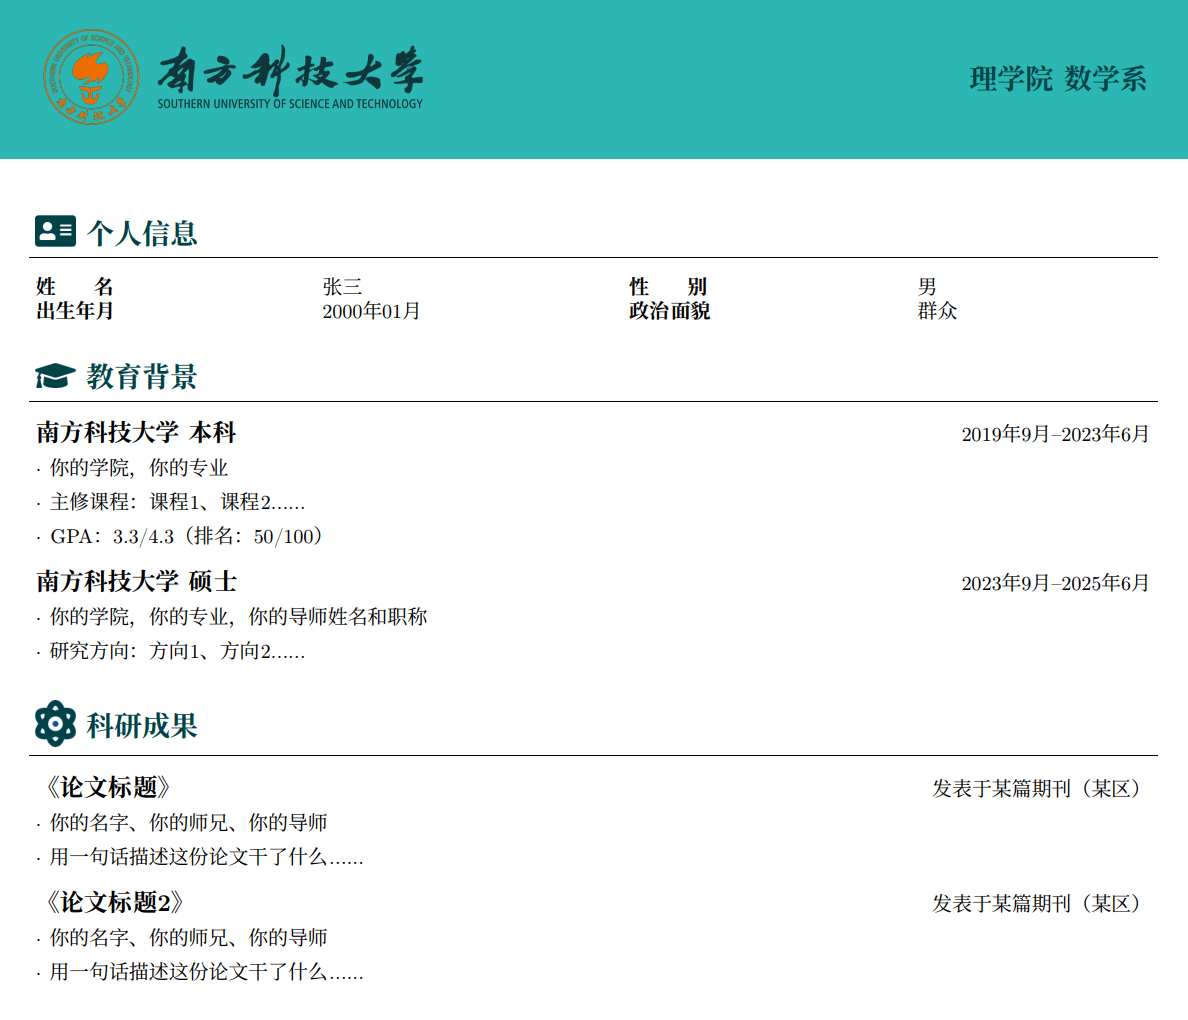 南方科技大学
SOUTHERN UNIVERSITY OF SCIENCE AND TECHNOLOGY
SOUTHERN UNIVERSITY OF SCIENCE AND TECHNOLOGY
南方科技大学
理学院 数学系
个人信息
姓 名 张三 性 别 男
出生年月 2000年01月 政治面貌 群众
教育背景
南方科技大学 本科 2019年9月–2023年6月
· 你的学院，你的专业
· 主修课程：课程1、课程2……
· GPA：3.3/4.3（排名：50/100）
南方科技大学 硕士 2023年9月–2025年6月
· 你的学院，你的专业，你的导师姓名和职称
· 研究方向：方向1、方向2……
科研成果
《论文标题》 发表于某篇期刊（某区）
· 你的名字、你的师兄、你的导师
· 用一句话描述这份论文干了什么……
《论文标题2》 发表于某篇期刊（某区）
· 你的名字、你的师兄、你的导师
· 用一句话描述这份论文干了什么……